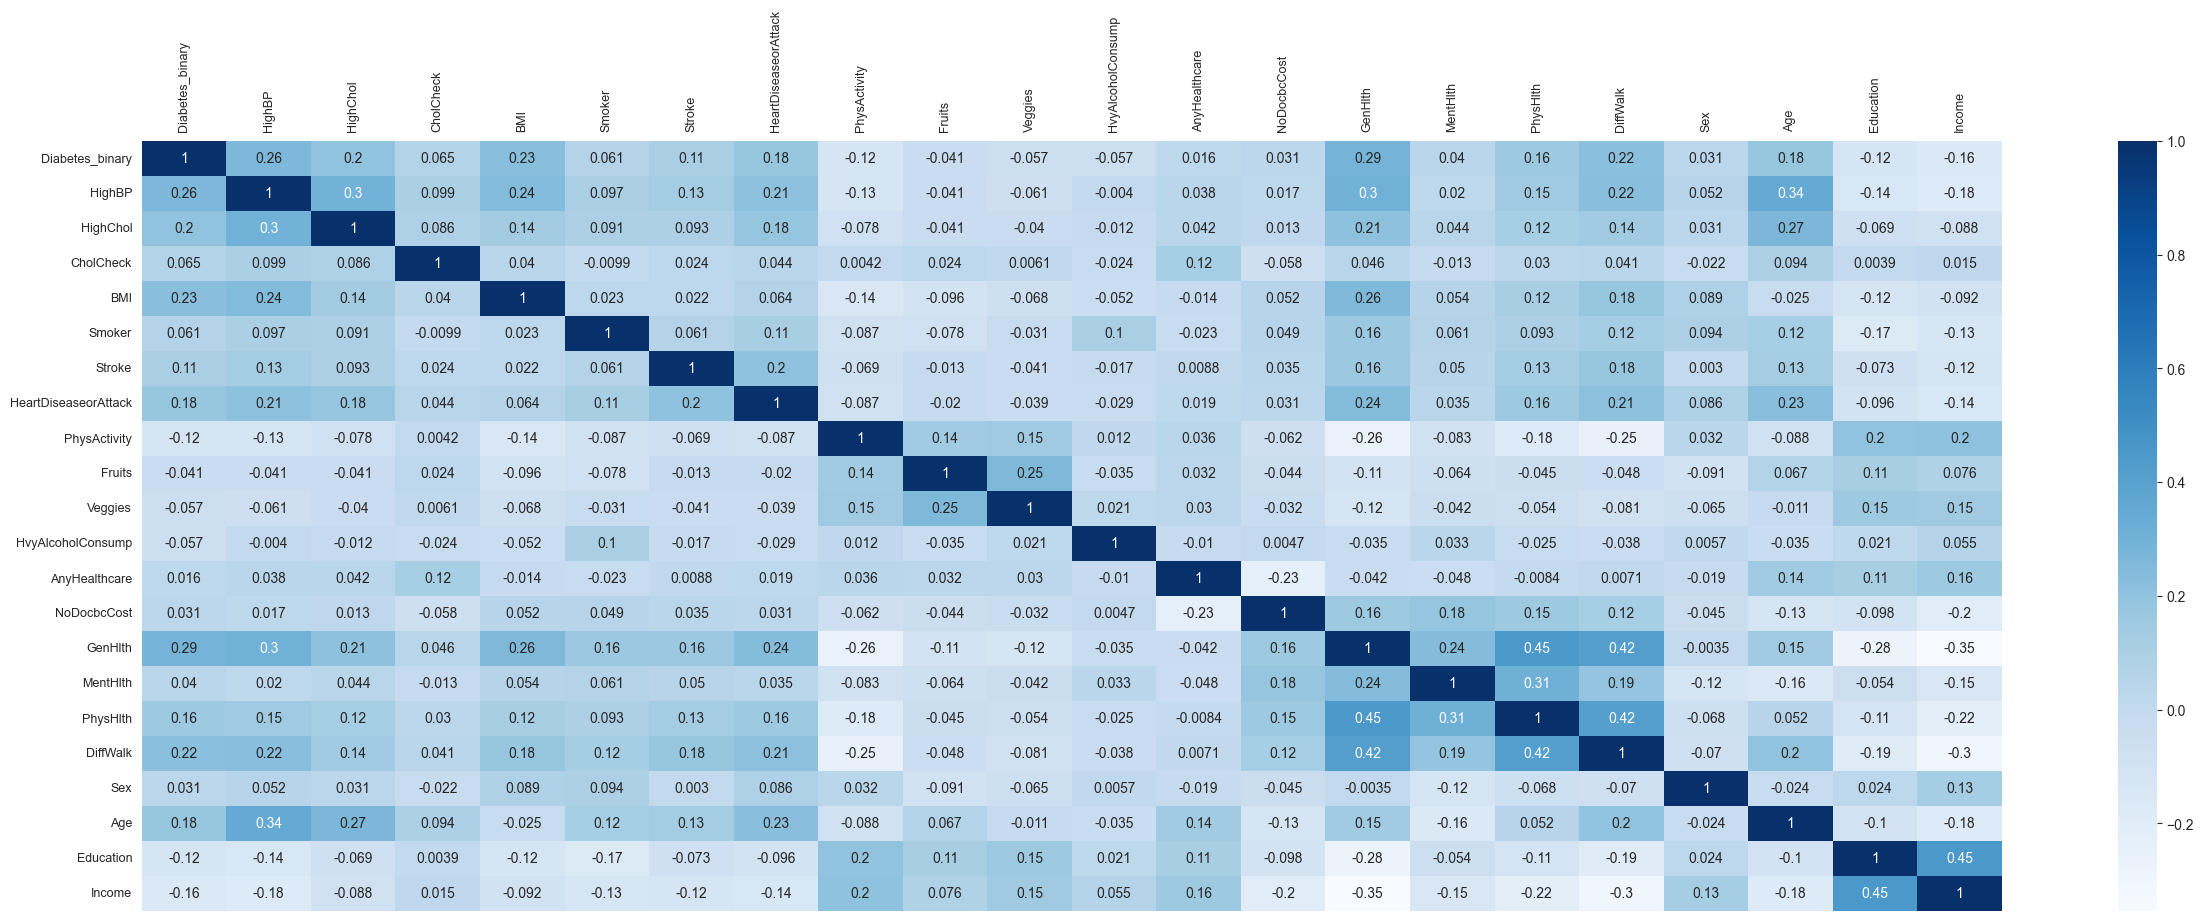 Diabetes_binary HighBP HighChol CholCheck BMI Smoker Stroke HeartDiseaseorAttack PhysActivity Fruits Veggies HvyAlcoholConsump AnyHealthcare NoDocbcCost GenHlth MentHlth PhysHlth DiffWalk Sex Age Education Income
Diabetes_binary 1 0.26 0.2 0.065 0.23 0.061 0.11 0.18 -0.12 -0.041 -0.057 -0.057 0.016 0.031 0.29 0.04 0.16 0.22 0.031 0.18 -0.12 -0.16
HighBP 0.26 1 0.3 0.099 0.24 0.097 0.13 0.21 -0.13 -0.041 -0.061 -0.004 0.038 0.017 0.3 0.02 0.15 0.22 0.052 0.34 -0.14 -0.18
HighChol 0.2 0.3 1 0.086 0.14 0.091 0.093 0.18 -0.078 -0.041 -0.04 -0.012 0.042 0.013 0.21 0.044 0.12 0.14 0.031 0.27 -0.069 -0.088
CholCheck 0.065 0.099 0.086 1 0.04 -0.0099 0.024 0.044 0.0042 0.024 0.0061 -0.024 0.12 -0.058 0.046 -0.013 0.03 0.041 -0.022 0.094 0.0039 0.015
BMI 0.23 0.24 0.14 0.04 1 0.023 0.022 0.064 -0.14 -0.096 -0.068 -0.052 -0.014 0.052 0.26 0.054 0.12 0.18 0.089 -0.025 -0.12 -0.092
Smoker 0.061 0.097 0.091 -0.0099 0.023 1 0.061 0.11 -0.087 -0.078 -0.031 0.1 -0.023 0.049 0.16 0.061 0.093 0.12 0.094 0.12 -0.17 -0.13
Stroke 0.11 0.13 0.093 0.024 0.022 0.061 1 0.2 -0.069 -0.013 -0.041 -0.017 0.0088 0.035 0.16 0.05 0.13 0.18 0.003 0.13 -0.073 -0.12
HeartDiseaseorAttack 0.18 0.21 0.18 0.044 0.064 0.11 0.2 1 -0.087 -0.02 -0.039 -0.029 0.019 0.031 0.24 0.035 0.16 0.21 0.086 0.23 -0.096 -0.14
PhysActivity -0.12 -0.13 -0.078 0.0042 -0.14 -0.087 -0.069 -0.087 1 0.14 0.15 0.012 0.036 -0.062 -0.26 -0.083 -0.18 -0.25 0.032 -0.088 0.2 0.2
Fruits -0.041 -0.041 -0.041 0.024 -0.096 -0.078 -0.013 -0.02 0.14 1 0.25 -0.035 0.032 -0.044 -0.11 -0.064 -0.045 -0.048 -0.091 0.067 0.11 0.076
Veggies -0.057 -0.061 -0.04 0.0061 -0.068 -0.031 -0.041 -0.039 0.15 0.25 1 0.021 0.03 -0.032 -0.12 -0.042 -0.054 -0.081 -0.065 -0.011 0.15 0.15
HvyAlcoholConsump -0.057 -0.004 -0.012 -0.024 -0.052 0.1 -0.017 -0.029 0.012 -0.035 0.021 1 -0.01 0.0047 -0.035 0.033 -0.025 -0.038 0.0057 -0.035 0.021 0.055
AnyHealthcare 0.016 0.038 0.042 0.12 -0.014 -0.023 0.0088 0.019 0.036 0.032 0.03 -0.01 1 -0.23 -0.042 -0.048 -0.0084 0.0071 -0.019 0.14 0.11 0.16
NoDocbcCost 0.031 0.017 0.013 -0.058 0.052 0.049 0.035 0.031 -0.062 -0.044 -0.032 0.0047 -0.23 1 0.16 0.18 0.15 0.12 -0.045 -0.13 -0.098 -0.2
GenHlth 0.29 0.3 0.21 0.046 0.26 0.16 0.16 0.24 -0.26 -0.11 -0.12 -0.035 -0.042 0.16 1 0.24 0.45 0.42 -0.0035 0.15 -0.28 -0.35
MentHlth 0.04 0.02 0.044 -0.013 0.054 0.061 0.05 0.035 -0.083 -0.064 -0.042 0.033 -0.048 0.18 0.24 1 0.31 0.19 -0.12 -0.16 -0.054 -0.15
PhysHlth 0.16 0.15 0.12 0.03 0.12 0.093 0.13 0.16 -0.18 -0.045 -0.054 -0.025 -0.0084 0.15 0.45 0.31 1 0.42 -0.068 0.052 -0.11 -0.22
DiffWalk 0.22 0.22 0.14 0.041 0.18 0.12 0.18 0.21 -0.25 -0.048 -0.081 -0.038 0.0071 0.12 0.42 0.19 0.42 1 -0.07 0.2 -0.19 -0.3
Sex 0.031 0.052 0.031 -0.022 0.089 0.094 0.003 0.086 0.032 -0.091 -0.065 0.0057 -0.019 -0.045 -0.0035 -0.12 -0.068 -0.07 1 -0.024 0.024 0.13
Age 0.18 0.34 0.27 0.094 -0.025 0.12 0.13 0.23 -0.088 0.067 -0.011 -0.035 0.14 -0.13 0.15 -0.16 0.052 0.2 -0.024 1 -0.1 -0.18
Education -0.12 -0.14 -0.069 0.0039 -0.12 -0.17 -0.073 -0.096 0.2 0.11 0.15 0.021 0.11 -0.098 -0.28 -0.054 -0.11 -0.19 0.024 -0.1 1 0.45
Income -0.16 -0.18 -0.088 0.015 -0.092 -0.13 -0.12 -0.14 0.2 0.076 0.15 0.055 0.16 -0.2 -0.35 -0.15 -0.22 -0.3 0.13 -0.18 0.45 1
1.0
0.8
0.6
0.4
0.2
0.0
−0.2